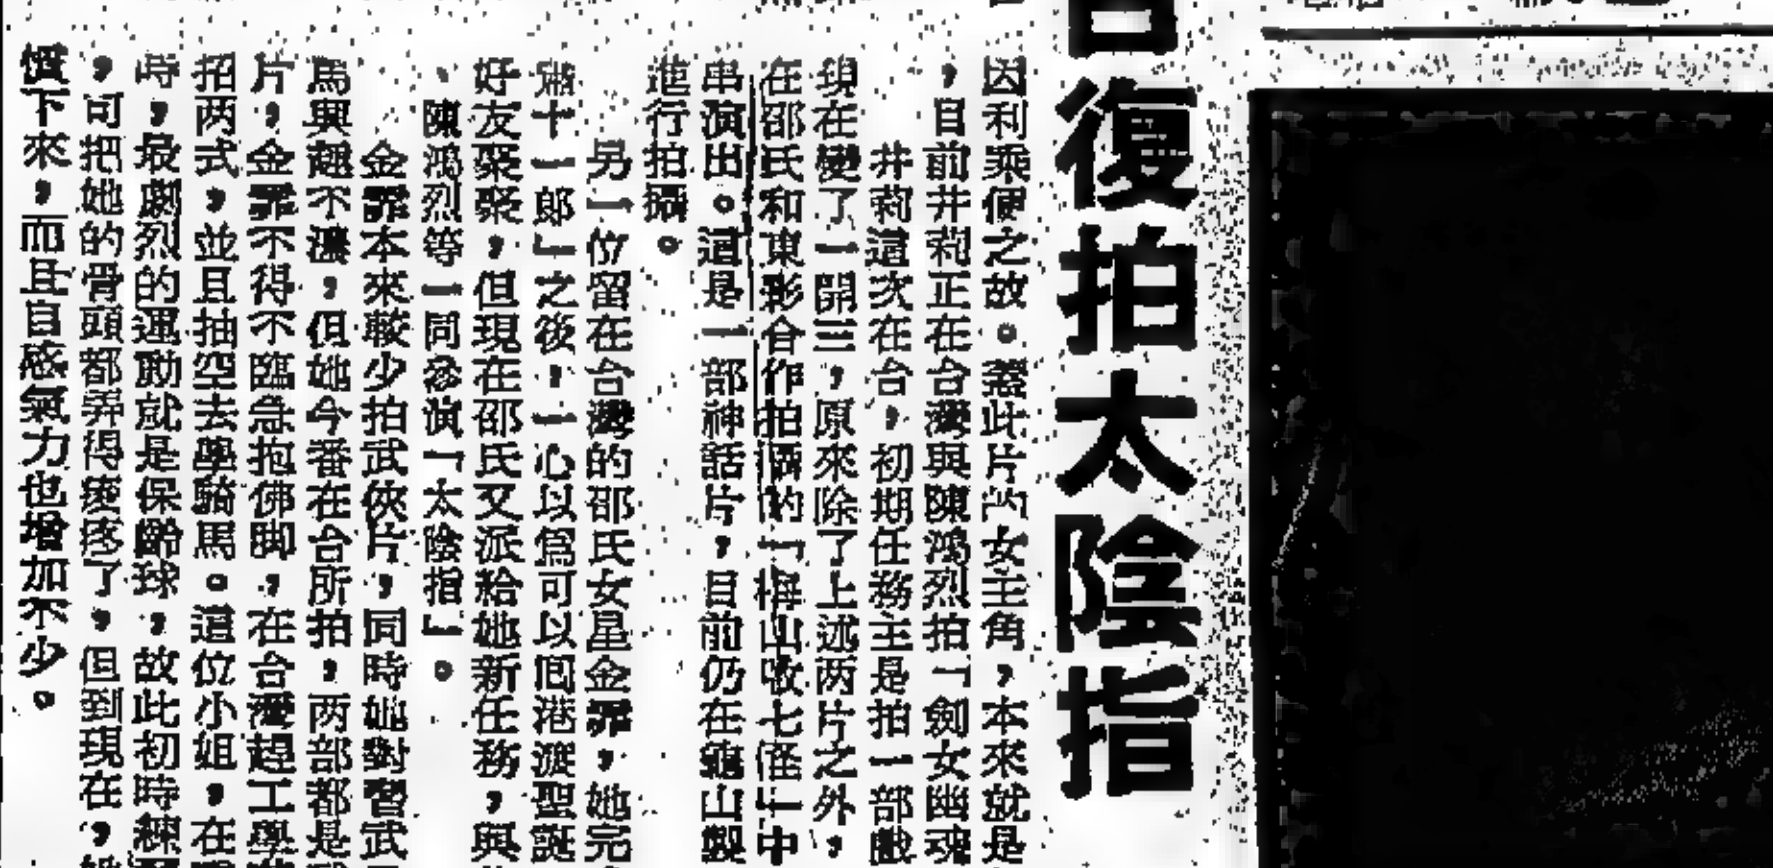 復拍太陰指
因利乘便之故。蓋此片的女主角，本來就是
，自前井莉正在台灣與陳鴻烈拍「劍女幽魂
井莉這次在台，初期任務主是拍一部戲
現在變了一開三，原來除了上述两片之外，
在邵氏和東影合作拍攝的「梅山收七怪」中
串演出。這是一部神話片，目前仍在龜山製
進行拍攝。
另一位留在台灣的邵氏女星金霏，她完
蕭十一郎」之後，一心以爲可以囘港渡聖誕
好友聚聚，但現在邵氏又派給她新任務，與
、陳鴻烈等一同參演「太陰指」。
金霏本來較少拍武俠片，同時她對習武
馬興趣不濃，但她今番在台所拍，两部都是
片，金霏不得不臨急抱佛脚，在台灣趕工學
招两式，並且抽空去學騎馬。這位小姐，在
時，最劇烈的運動就是保齡球，故此初時練
，可把她的骨頭都弄得痠疼了，但到現在，她
慣下來，而且自感氣力也增加不少。